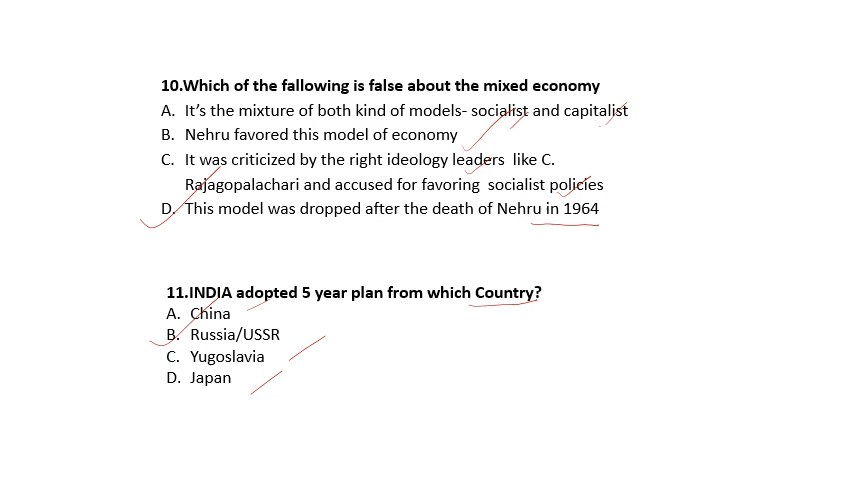 10.Which of the fallowing is false about the mixed economy
A. It’s the mixture of both kind of models- socialist and capitalist
B. Nehru favored this model of economy
C. It was criticized by the right ideology leaders like C.
Rajagopalachari and accused for favoring socialist policies
D. This model was dropped after the death of Nehru in 1964
11.INDIA adopted 5 year plan from which Country?
A. China
B. Russia/USSR
C. Yugoslavia
D. Japan